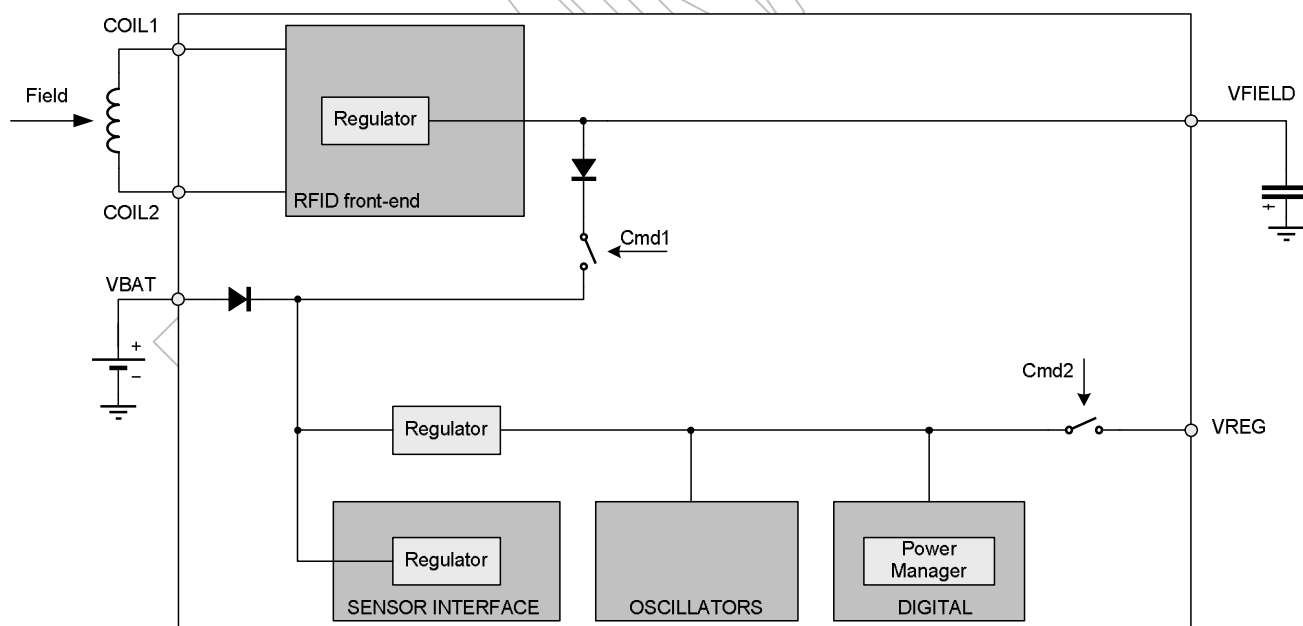 COIL1
Field
Regulator
VFIELD
RFID front-end
COIL2
Cmd1
+
VBAT
+
−
Cmd2
Regulator
VREG
Regulator
Power
Manager
SENSOR INTERFACE
OSCILLATORS
DIGITAL